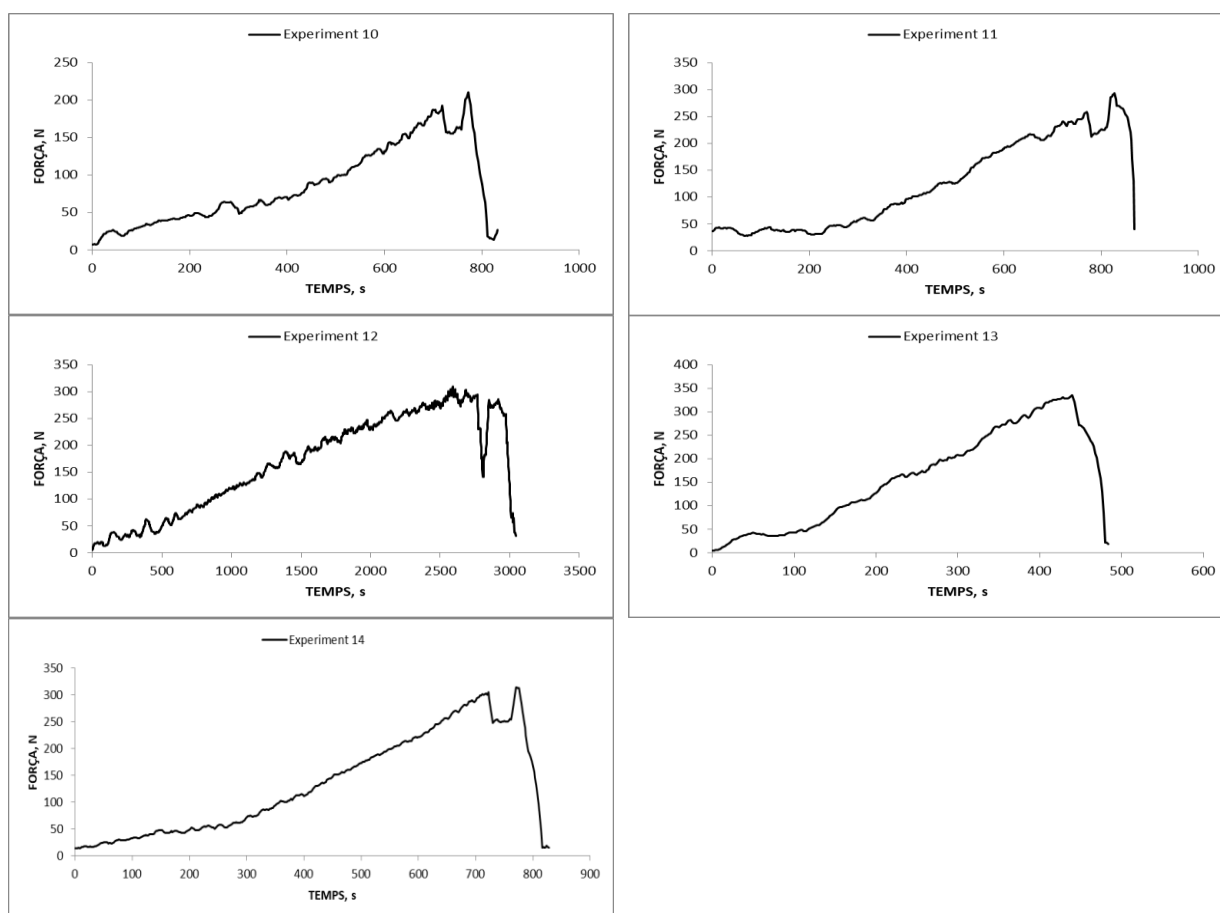 Experiment 10
250
200
150
100
50
0
FORÇA, N
0 200 400 600 800 1000
TEMPS, s
Experiment 11
350
300
250
200
150
100
50
0
FORÇA, N
0 200 400 600 800 1000
TEMPS, s
Experiment 12
350
300
250
200
150
100
50
0
FORÇA, N
0 500 1000 1500 2000 2500 3000 3500
TEMPS, s
Experiment 13
400
350
300
250
200
150
100
50
0
FORÇA, N
0 100 200 300 400 500 600
TEMPS, s
Experiment 14
350
300
250
200
150
100
50
0
FORÇA, N
0 100 200 300 400 500 600 700 800 900
TEMPS, s